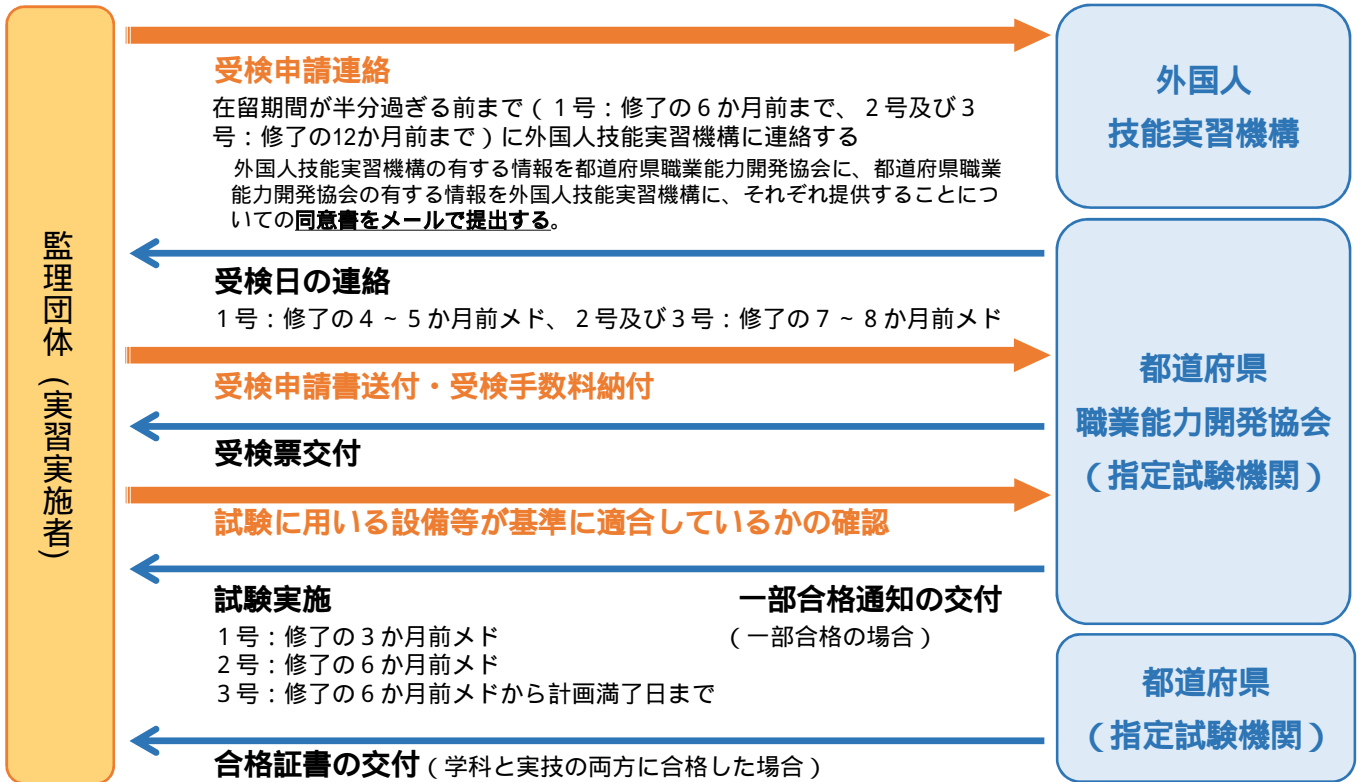 監理団体(実習実施者)
受検申請連絡
在留期間が半分過ぎる前まで(1号:修了の6か月前まで、2号及び3
号:修了の12か月前まで)に外国人技能実習機構に連絡する
外国人技能実習機構の有する情報を都道府県職業能力開発協会に、都道府県職業
能力開発協会の有する情報を外国人技能実習機構に、それぞれ提供することにつ
いての同意書をメールで提出する。
外国人
技能実習機構
受検日の連絡
1号:修了の4~5か月前メド、2号及び3号:修了の7~8か月前メド
受検申請書送付・受検手数料納付
受検票交付
試験に用いる設備等が基準に適合しているかの確認
都道府県
職業能力開発協会
(指定試験機関)
試験実施
1号:修了の3か月前メド
2号:修了の6か月前メド
3号:修了の6か月前メドから計画満了日まで
一部合格通知の交付
(一部合格の場合)
合格証書の交付(学科と実技の両方に合格した場合)
都道府県
(指定試験機関)